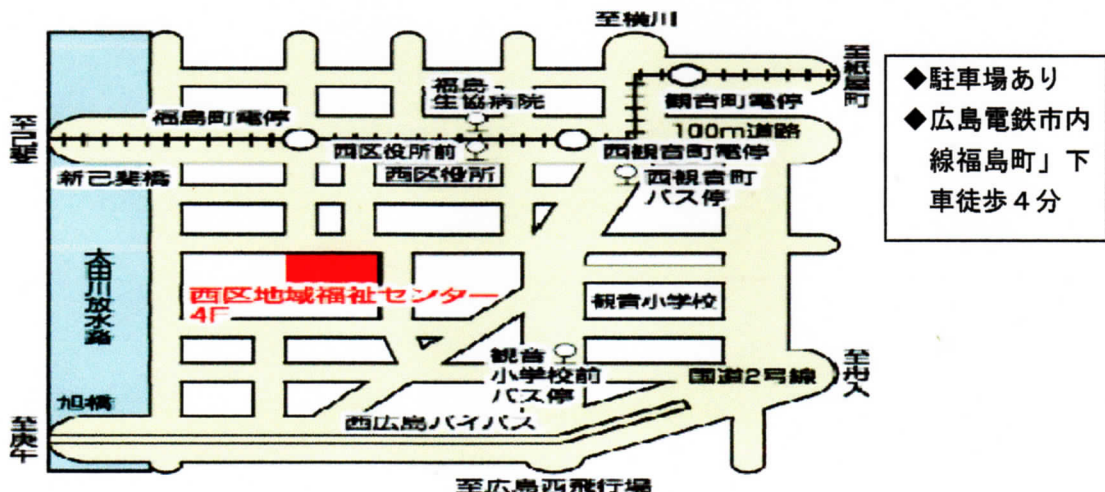 至横川
至紙屋町
福島
生協病院
福島町電停
観音町電停
100m道路
至己斐
西区役所前
西観音町電停
新己斐橋
西区役所
西観音町
バス停
太田川放水路
西区地域福祉センター
4F
観音小学校
観音
小学校前
バス停
国道2号線
至市内
旭橋
西広島バイパス
至庚午
至広島西飛行場
◆駐車場あり
◆広島電鉄市内
線福島町」下
車徒歩4分